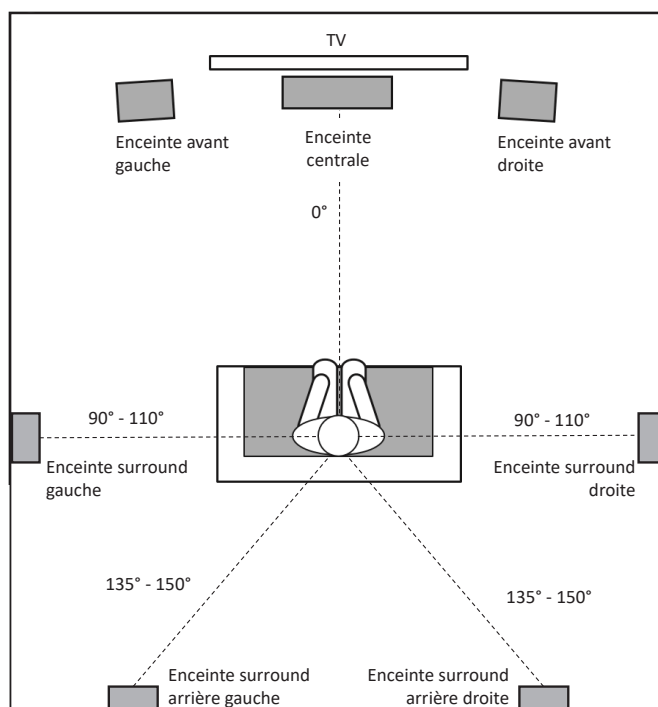 TV
Enceinte avant
gauche
Enceinte
centrale
Enceinte avant
droite
0°
90° - 110°
90° - 110°
Enceinte surround
gauche
Enceinte surround
droite
135° - 150°
135° - 150°
Enceinte surround
arrière gauche
Enceinte surround
arrière droite